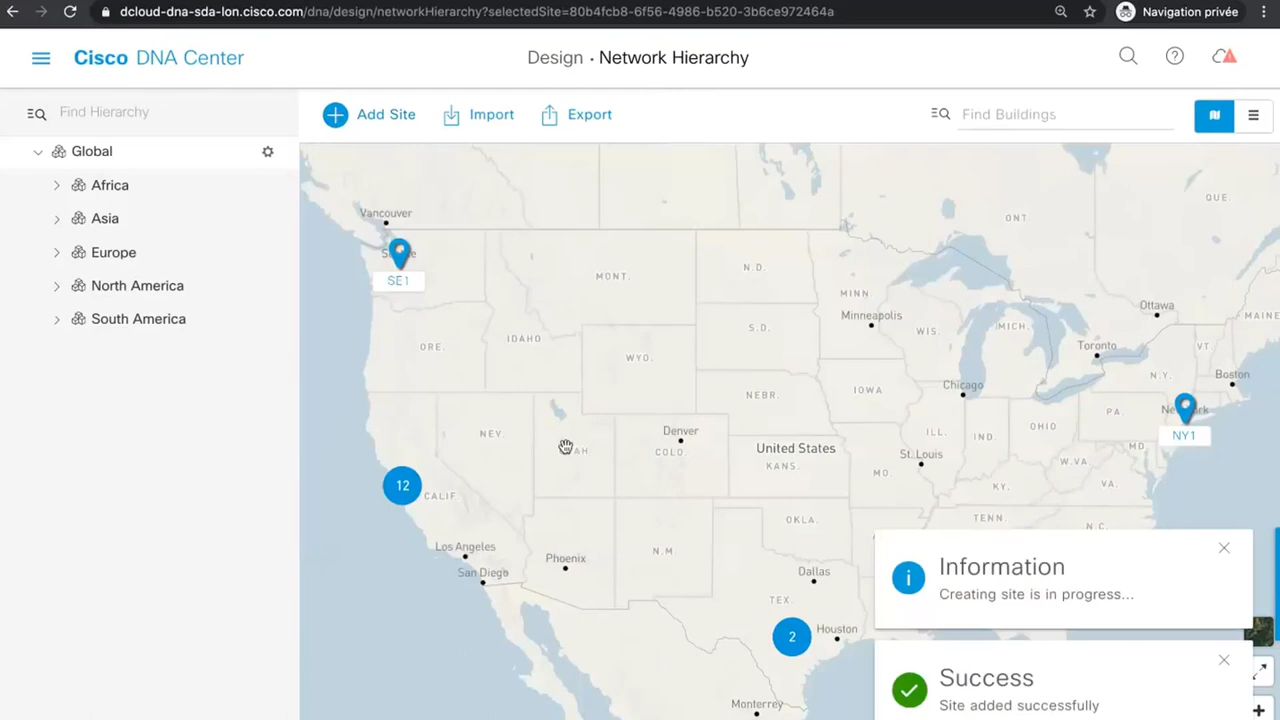 dcloud-dna-sda-lon.cisco.com/dna/design/networkHierarchy?selectedSite=80b4fcb8-6f56-4986-b520-3b6ce972464a
Navigation privée
Cisco DNA Center
Design • Network Hierarchy
Find Hierarchy
Add Site
Import
Export
Find Buildings
Global
Africa
Asia
Europe
North America
South America
Vancouver
SE1
ONT.
QUE.
MONT.
N.D.
MINN
Minneapolis
Ottawa
MAINE
ORE.
IDAHO
WYO.
S.D.
WIS.
MICH.
Toronto
VT.
N.Y.
Boston
NEBR.
IOWA
Chicago
NY1
NEV.
Denver
COLO.
United States
KANS.
ILL.
IND.
OHIO
PA
MD
St. Louis
MO.
W.VA
KY.
VA.
12
CALIF.
Los Angeles
San Diego
Phoenix
N.M
OKLA.
TENN.
N.C.
Dallas
TEX.
2
Houston
Monterrey
Information
Creating site is in progress...
Success
Site added successfully